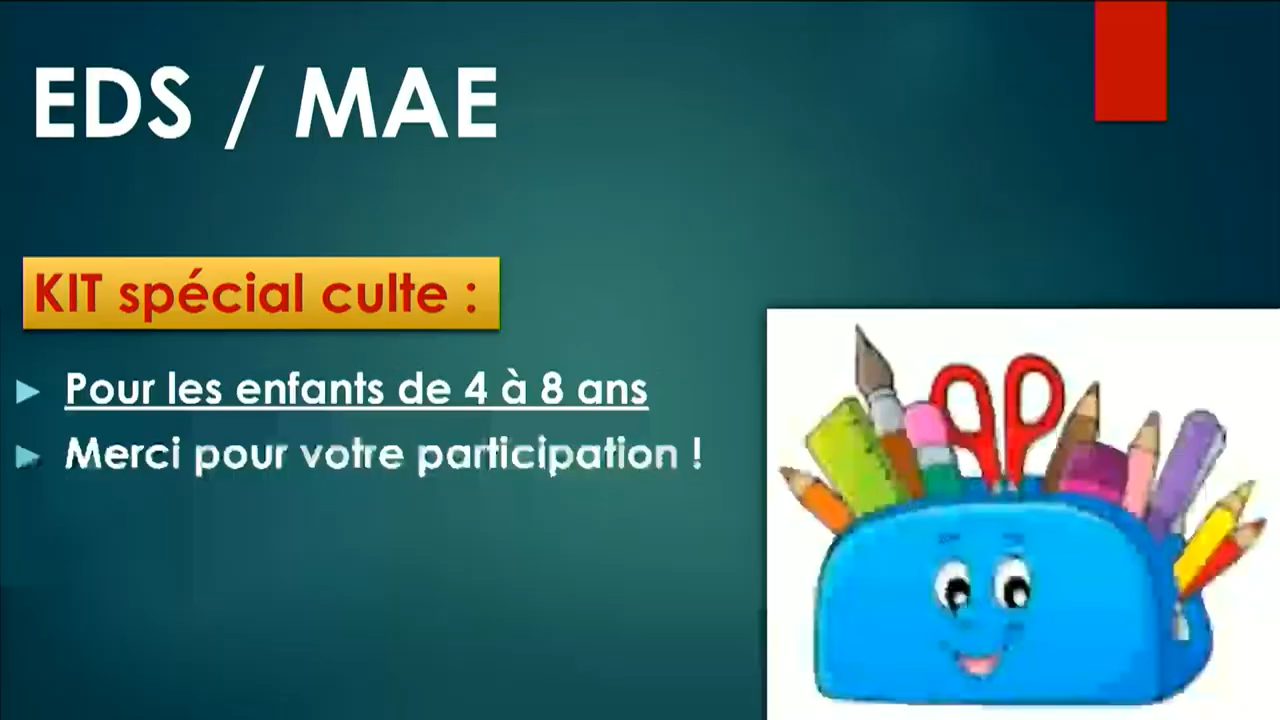 EDS / MAE
KIT spécial culte :
Pour les enfants de 4 à 8 ans
Merci pour votre participation !